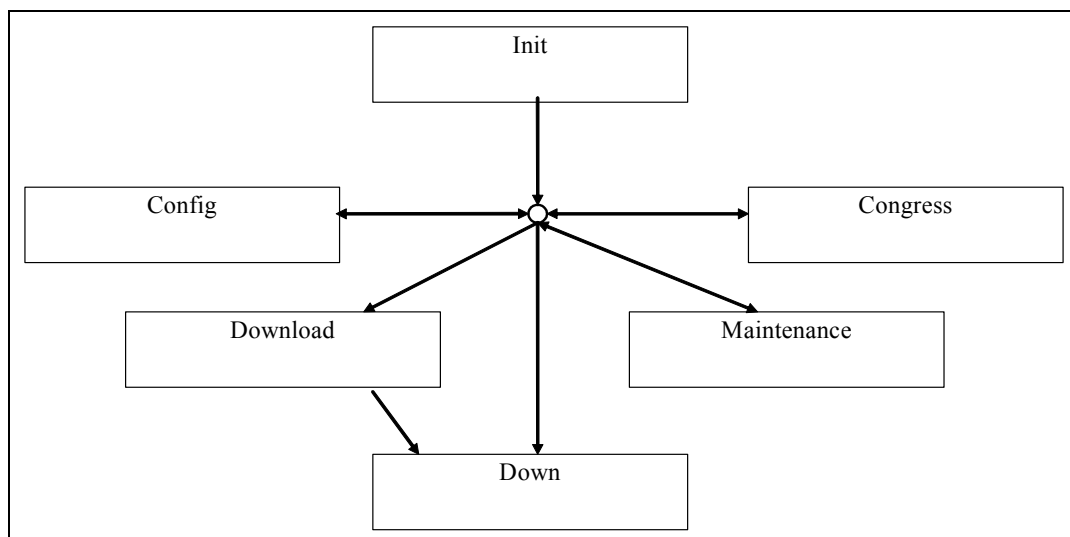 Init
Config
Congress
Download
Maintenance
Down